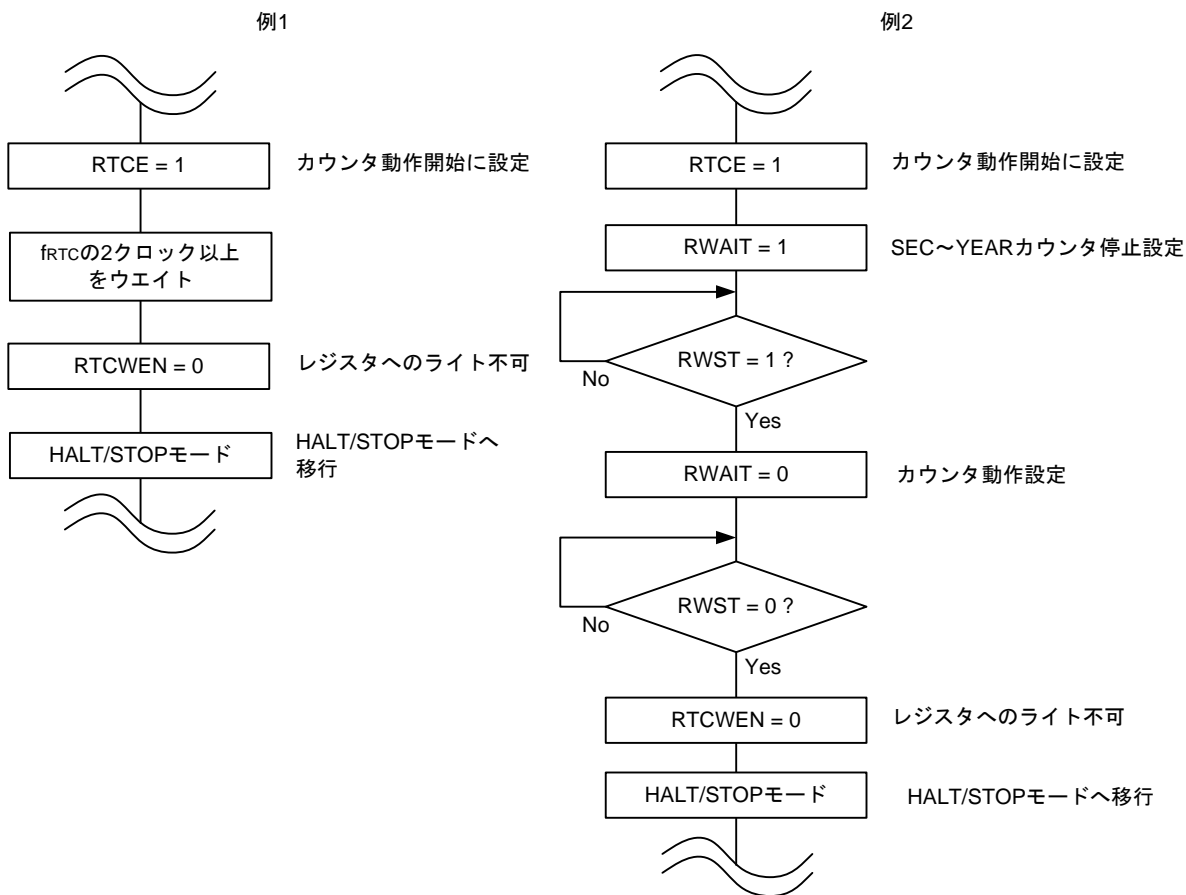 例1
RTCE = 1
カウンタ動作開始に設定
fRTCの2クロック以上
をウエイト
RTCWEN = 0
レジスタへのライト不可
HALT/STOPモード
HALT/STOPモードへ
移行
例2
RTCE = 1
カウンタ動作開始に設定
RWAIT = 1
SEC～YEARカウンタ停止設定
RWST = 1 ?
No
Yes
RWAIT = 0
カウンタ動作設定
RWST = 0 ?
No
Yes
RTCWEN = 0
レジスタへのライト不可
HALT/STOPモード
HALT/STOPモードへ移行